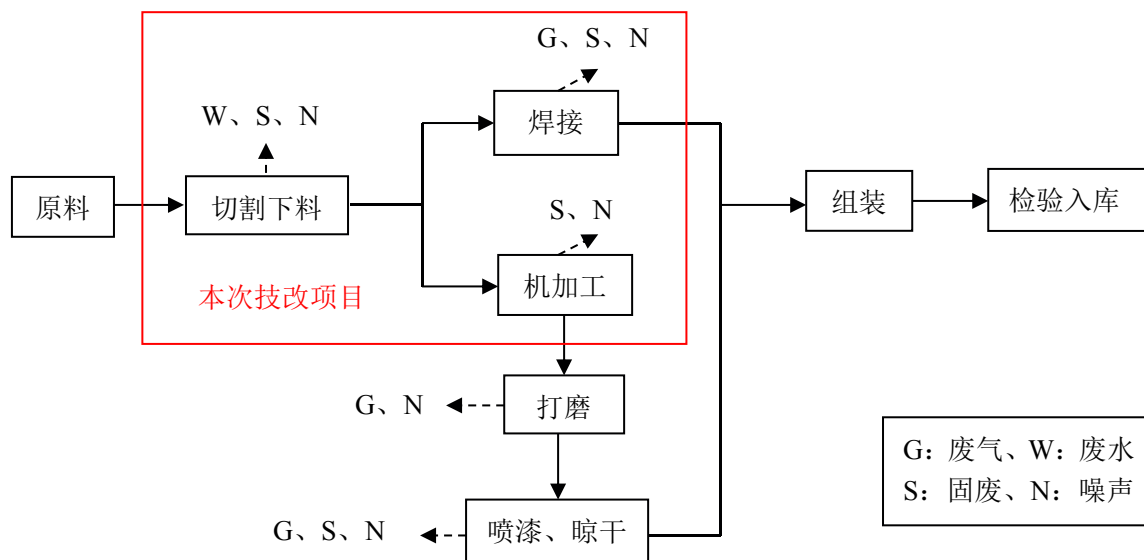 G、S、N
焊接
W、S、N
原料
切割下料
组装
检验入库
S、N
机加工
本次技改项目
G、N
打磨
G：废气、W：废水
S：固废、N：噪声
G、S、N
喷漆、晾干